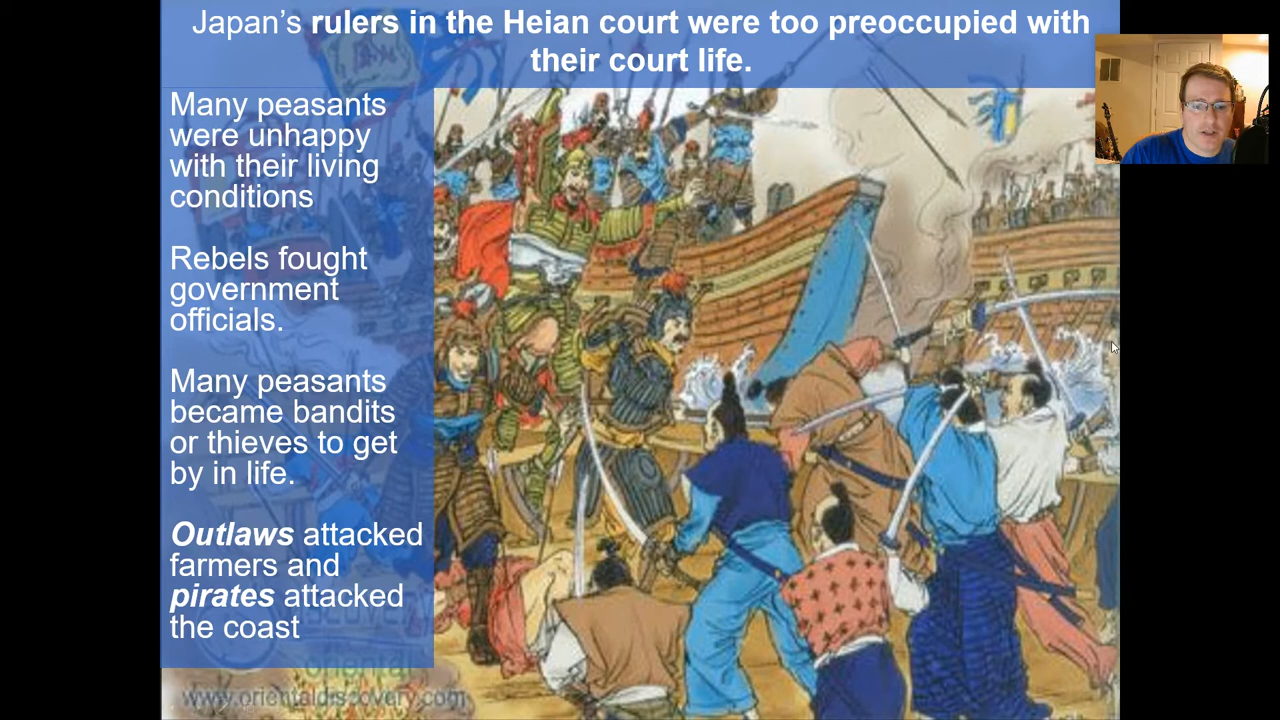 Japan’s rulers in the Heian court were too preoccupied with
their court life.
Many peasants
were unhappy
with their living
conditions
Rebels fought
government
officials.
Many peasants
became bandits
or thieves to get
by in life.
Outlaws attacked
farmers and
pirates attacked
the coast
oriental
www.orientaldiscovery.com